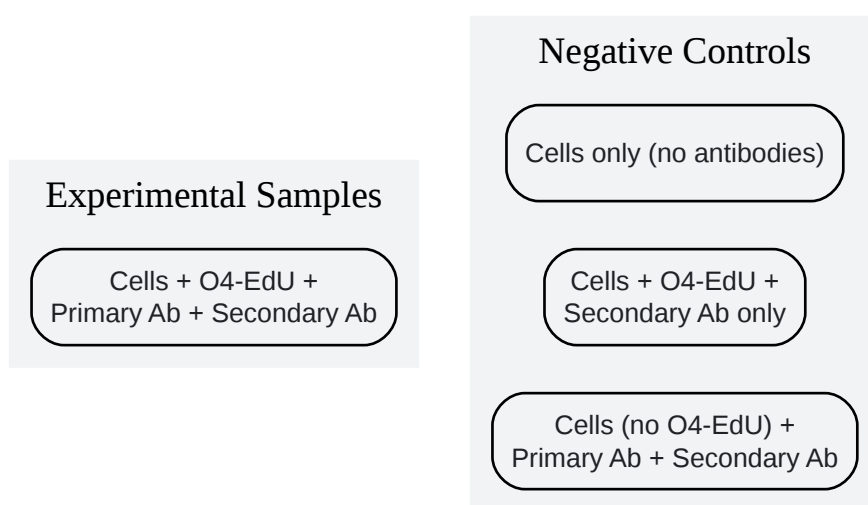 Experimental Samples
Cells + O4-EdU +
Primary Ab + Secondary Ab
Negative Controls
Cells only (no antibodies)
Cells + O4-EdU +
Secondary Ab only
Cells (no O4-EdU) +
Primary Ab + Secondary Ab